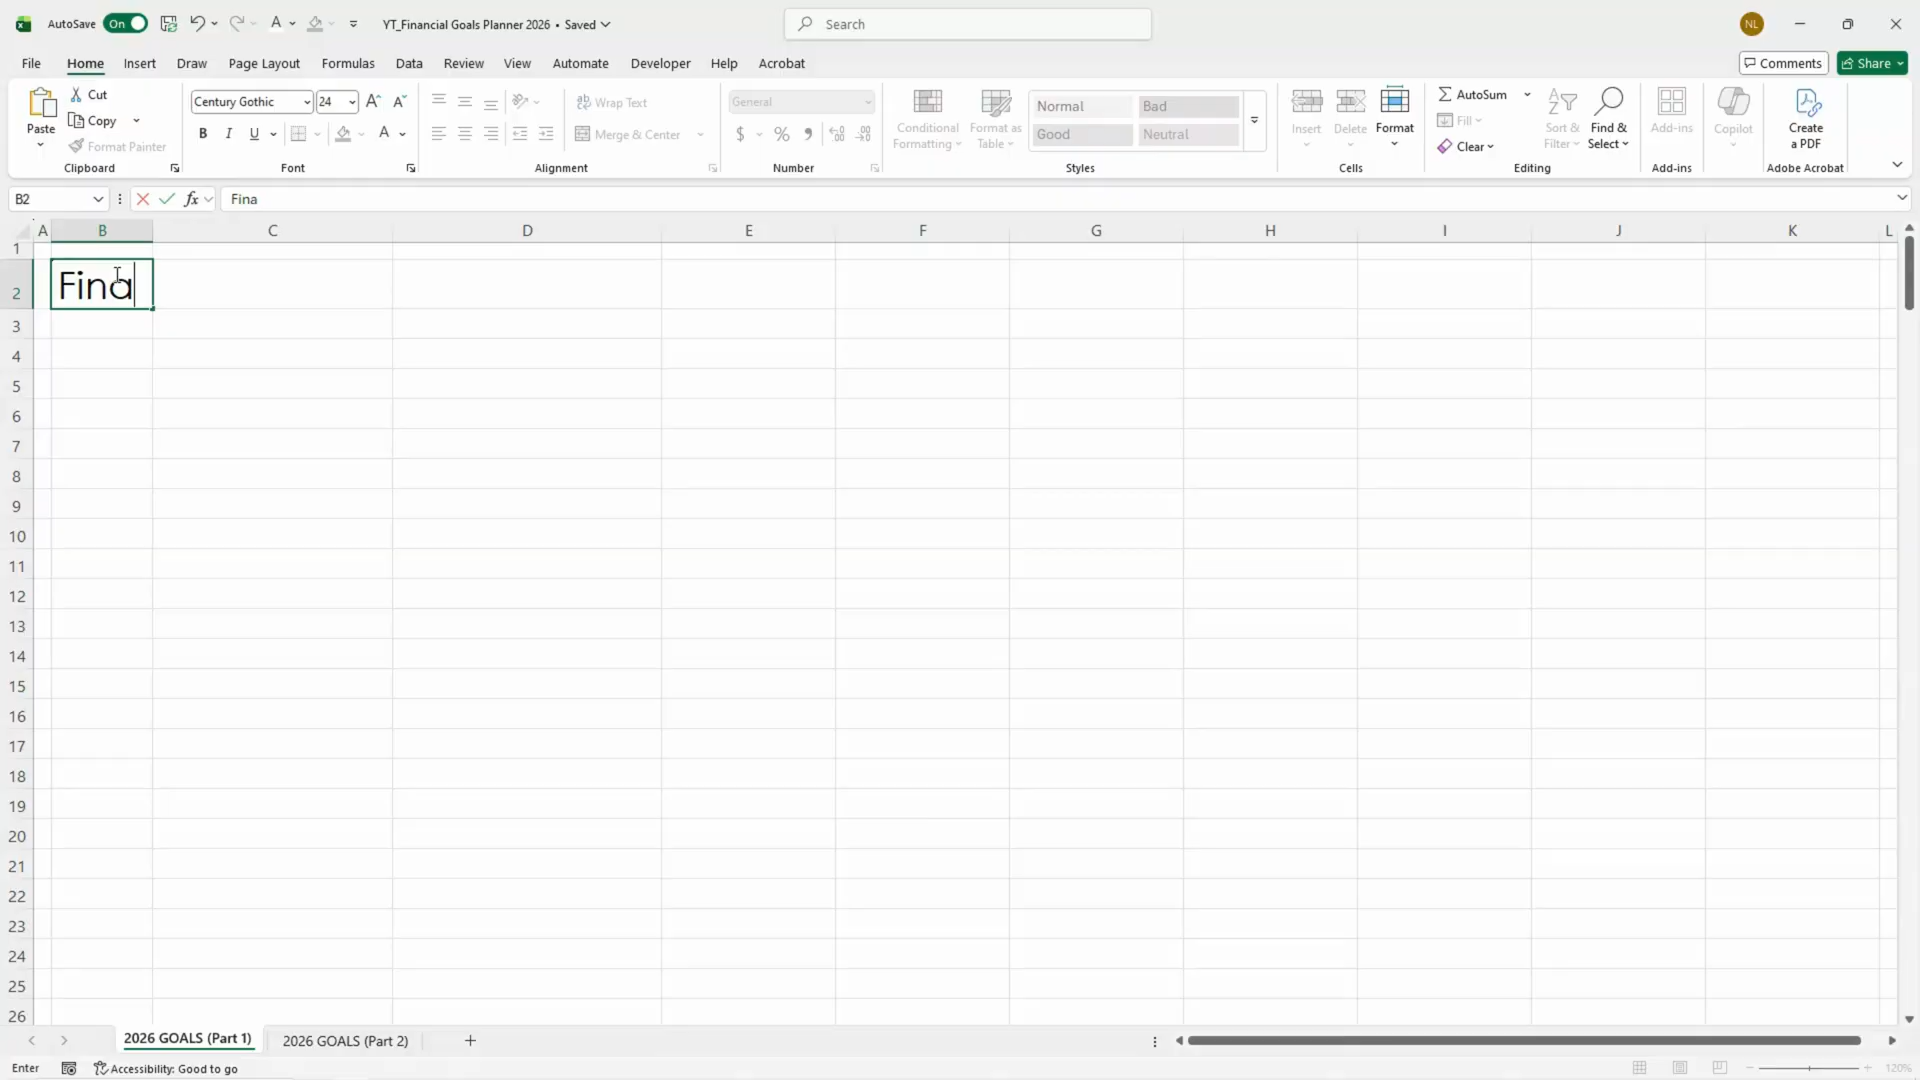 AutoSave On YT_Financial Goals Planner 2026 • Saved Search NL
File Home Insert Draw Page Layout Formulas Data Review View Automate Developer Help Acrobat Comments Share
Paste Cut Copy Format Painter Clipboard
Century Gothic 24 B I U A Font
Wrap Text Merge & Center Alignment
General $ % 9 Number
Conditional Formatting Format as Table Normal Bad Good Neutral Styles
Insert Delete Format Cells
AutoSum Fill Clear Sort & Filter Find & Select Editing
Add-ins Add-ins
Copilot
Create a PDF Adobe Acrobat
B2 fx Fina
A B C D E F G H I J K L
1
2 Fina
3
4
5
6
7
8
9
10
11
12
13
14
15
16
17
18
19
20
21
22
23
24
25
26
2026 GOALS (Part 1) 2026 GOALS (Part 2) +
Enter Accessibility: Good to go 120%